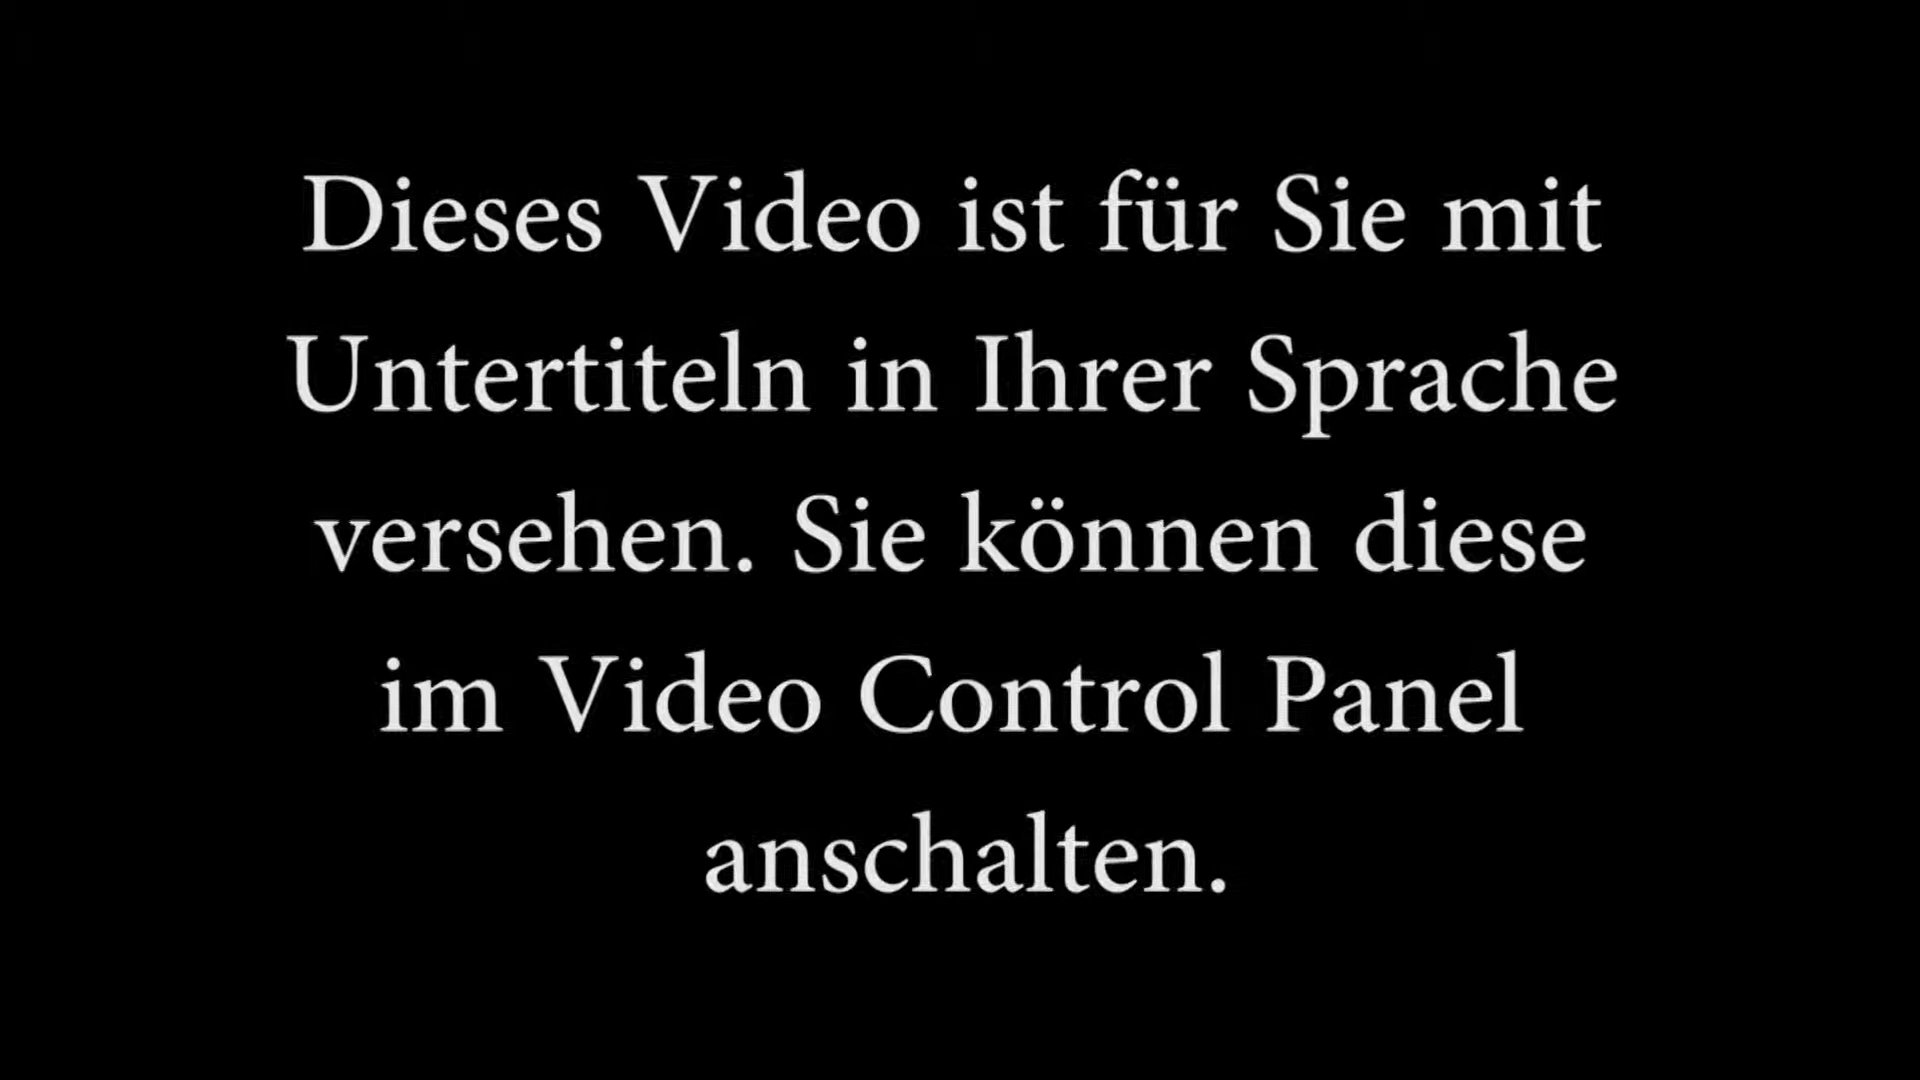 Dieses Video ist für Sie mit
Untertiteln in Ihrer Sprache
versehen. Sie können diese
im Video Control Panel
anschalten.